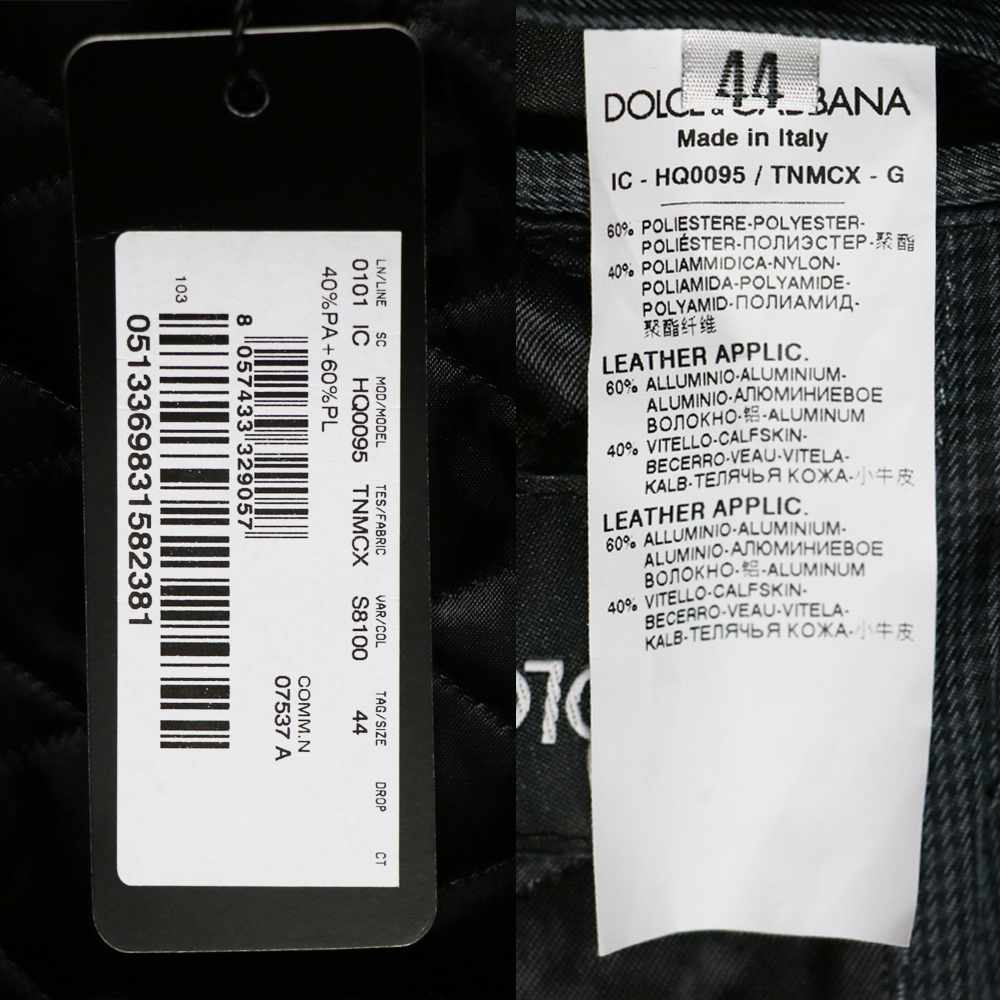 LN/LINE SC MOD/MODEL TES/FABRIC VAR/COL TAG/SIZE DROP CT
0101 IC HQ0095 TNMCX S8100 44
40%PA+60%PL
COMM.N
07537 A
8 057433 329057
103
0513369831582381
44
DOLCE & GABBANA
Made in Italy
IC - HQ0095 / TNMCX - G
60% POLIESTERE-POLYESTER-
POLIÉSTER-ПОЛИЭСТЕР-聚酯
40% POLIAMMIDICA-NYLON-
POLIAMIDA-POLYAMIDE-
POLYAMID-ПОЛИАМИД-
聚酯纤维
LEATHER APPLIC.
60% ALLUMINIO-ALUMINIUM-
ALUMINIO-АЛЮМИНИЕВОЕ
ВОЛОКНО-铝-ALUMINUM
40% VITELLO-CALFSKIN-
BECERRO-VEAU-VITELA-
KALB-ТЕЛЯЧЬЯ КОЖА-小牛皮
LEATHER APPLIC.
60% ALLUMINIO-ALUMINIUM-
ALUMINIO-АЛЮМИНИЕВОЕ
ВОЛОКНО-铝-ALUMINUM
40% VITELLO-CALFSKIN-
BECERRO-VEAU-VITELA-
KALB-ТЕЛЯЧЬЯ КОЖА-小牛皮